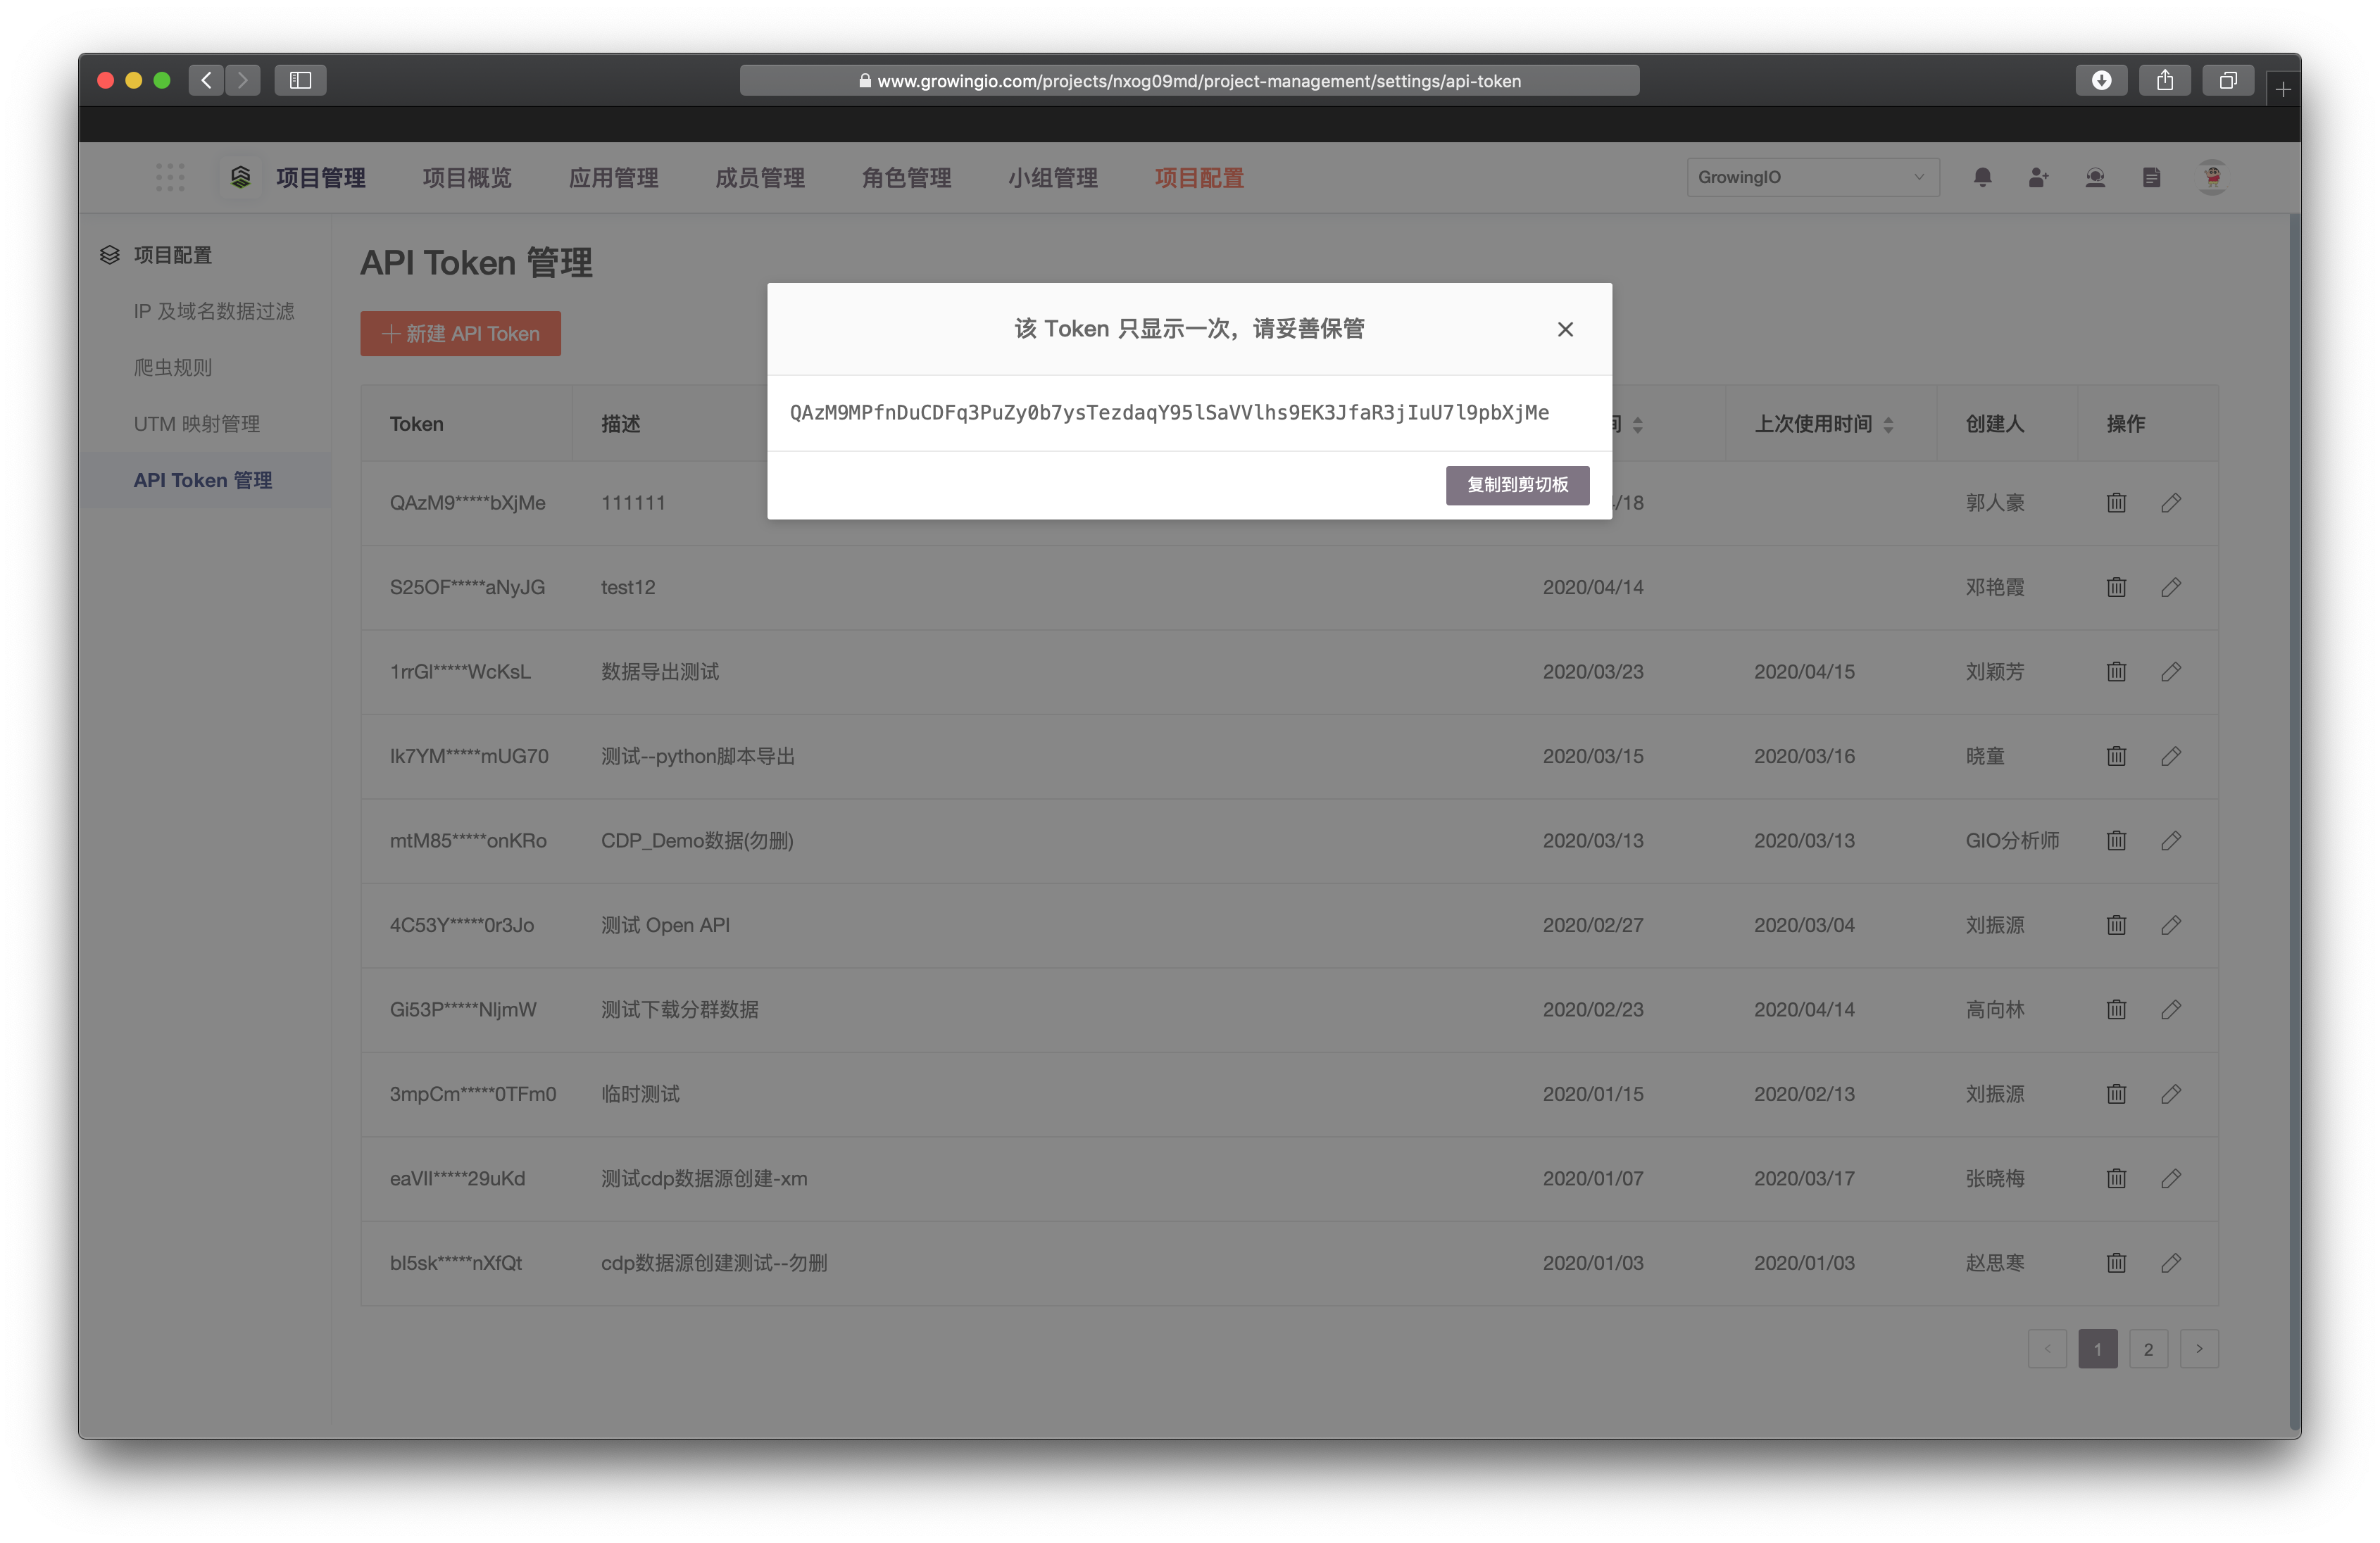 www.growingio.com/projects/nxog09md/project-management/settings/api-token
项目管理 项目概览 应用管理 成员管理 角色管理 小组管理 项目配置 GrowingIO
项目配置
IP 及域名数据过滤
爬虫规则
UTM 映射管理
API Token 管理
API Token 管理
新建 API Token
该 Token 只显示一次，请妥善保管
QAzM9MPfnDuCDFq3PuZy0b7ysTezdaqY95lSaVVlhs9EK3JfaR3jIuU7l9pbXjMe
复制到剪切板
Token 描述 间 上次使用时间 创建人 操作
QAzM9*****bXjMe 111111 /18 郭人豪
S25OF*****aNyJG test12 2020/04/14 邓艳霞
1rrGl*****WcKsL 数据导出测试 2020/03/23 2020/04/15 刘颖芳
Ik7YM*****mUG70 测试--python脚本导出 2020/03/15 2020/03/16 晓童
mtM85*****onKRo CDP_Demo数据(勿删) 2020/03/13 2020/03/13 GIO分析师
4C53Y*****0r3Jo 测试 Open API 2020/02/27 2020/03/04 刘振源
Gi53P*****NljmW 测试下载分群数据 2020/02/23 2020/04/14 高向林
3mpCm*****0TFm0 临时测试 2020/01/15 2020/02/13 刘振源
eaVll*****29uKd 测试cdp数据源创建-xm 2020/01/07 2020/03/17 张晓梅
bI5sk*****nXfQt cdp数据源创建测试--勿删 2020/01/03 2020/01/03 赵思寒
1 2